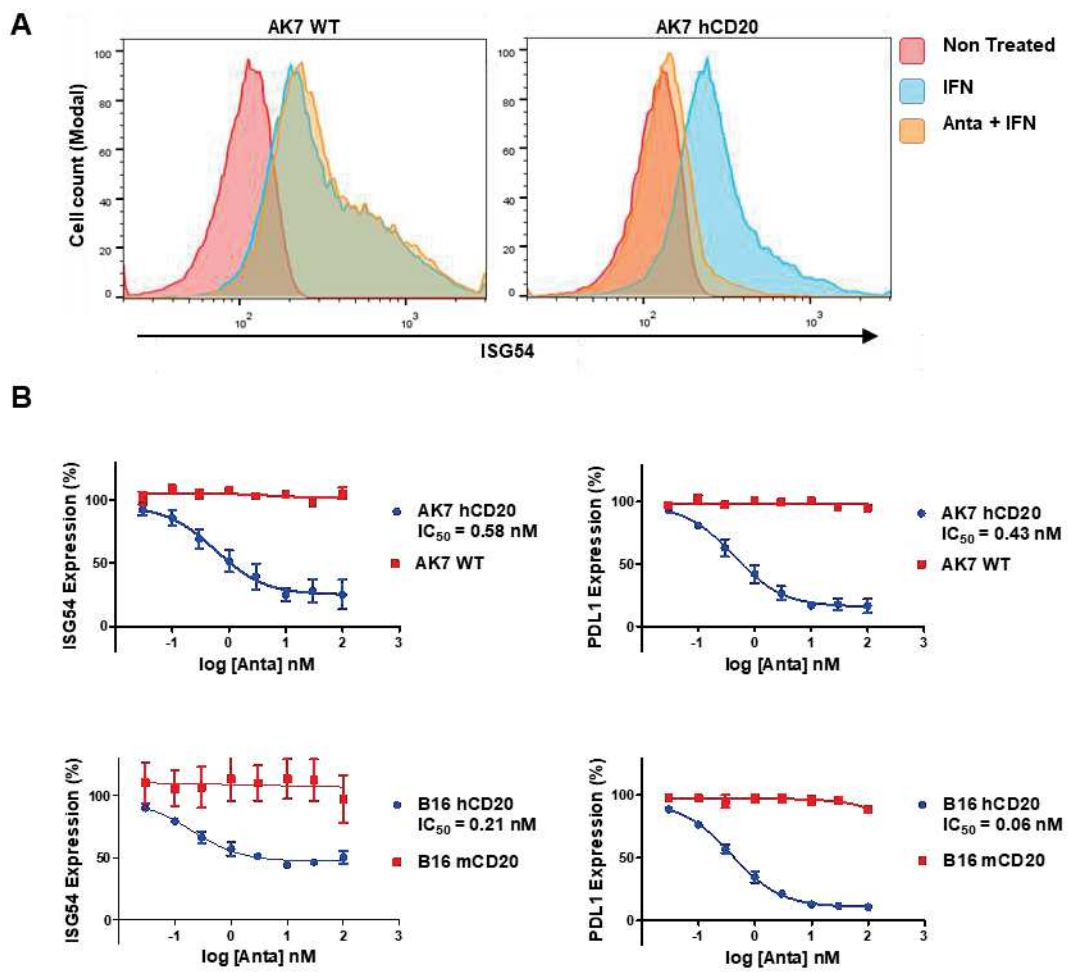 A
AK7 WT
AK7 hCD20
Non Treated
IFN
Anta + IFN
Cell count (Modal)
100
80
60
40
20
0
10²
10³
100
80
60
40
20
0
10²
10³
ISG54
B
ISG54 Expression (%)
100
50
0
-1 0 1 2 3
log [Anta] nM
AK7 hCD20
IC₅₀ = 0.58 nM
AK7 WT
PDL1 Expression (%)
100
50
0
-1 0 1 2 3
log [Anta] nM
AK7 hCD20
IC₅₀ = 0.43 nM
AK7 WT
ISG54 Expression (%)
100
50
0
-1 0 1 2 3
log [Anta] nM
B16 hCD20
IC₅₀ = 0.21 nM
B16 mCD20
PDL1 Expression (%)
100
50
0
-1 0 1 2 3
log [Anta] nM
B16 hCD20
IC₅₀ = 0.06 nM
B16 mCD20